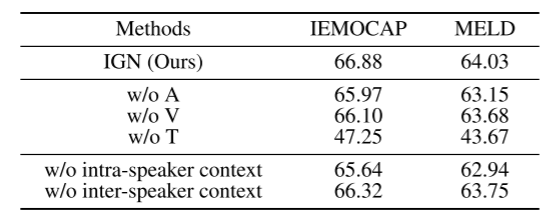 Methods IEMOCAP MELD
IGN (Ours) 66.88 64.03
w/o A 65.97 63.15
w/o V 66.10 63.68
w/o T 47.25 43.67
w/o intra-speaker context 65.64 62.94
w/o inter-speaker context 66.32 63.75